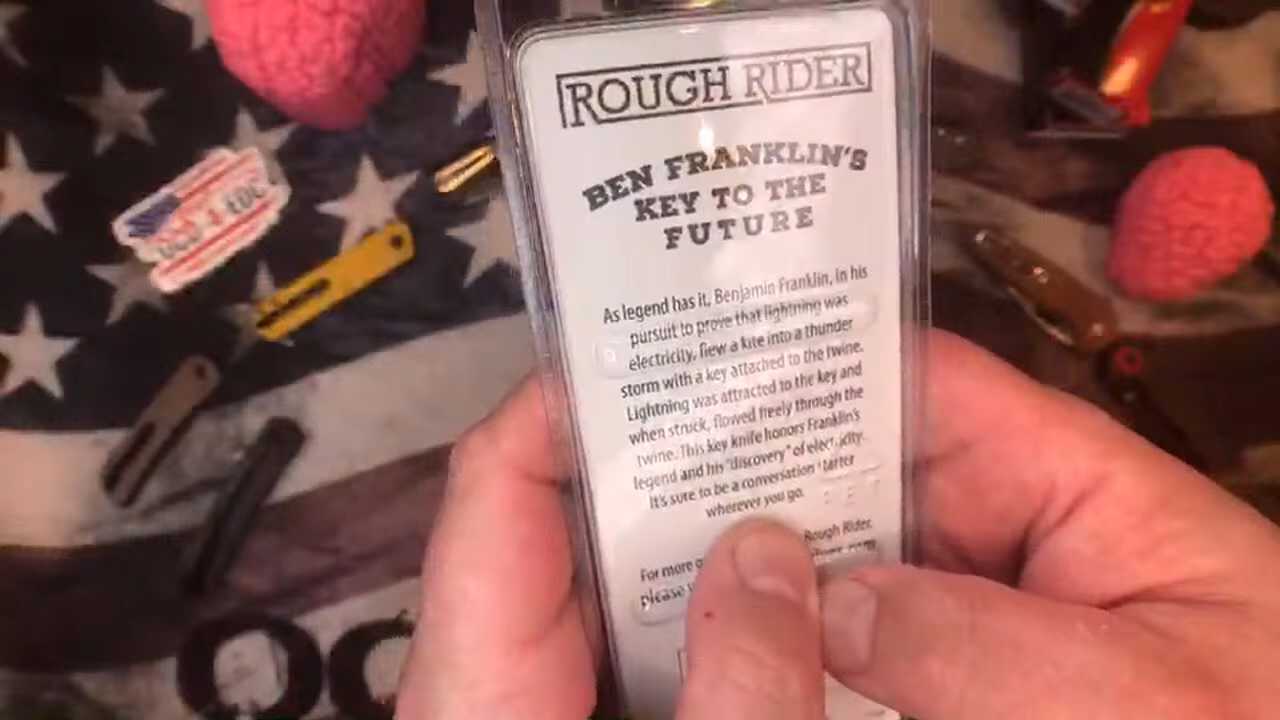 ROUGH RIDER
BEN FRANKLIN'S
KEY TO THE
FUTURE
As legend has it, Benjamin Franklin, in his
pursuit to prove that lightning was
electricity, flew a kite into a thunder
storm with a key attached to the twine.
Lightning was attracted to the key and
when struck, flowed freely through the
twine. This key knife honors Franklin's
legend and his "discovery" of electricity.
It's sure to be a conversation starter
wherever you go.
Rough Rider,
For more
please
EDC